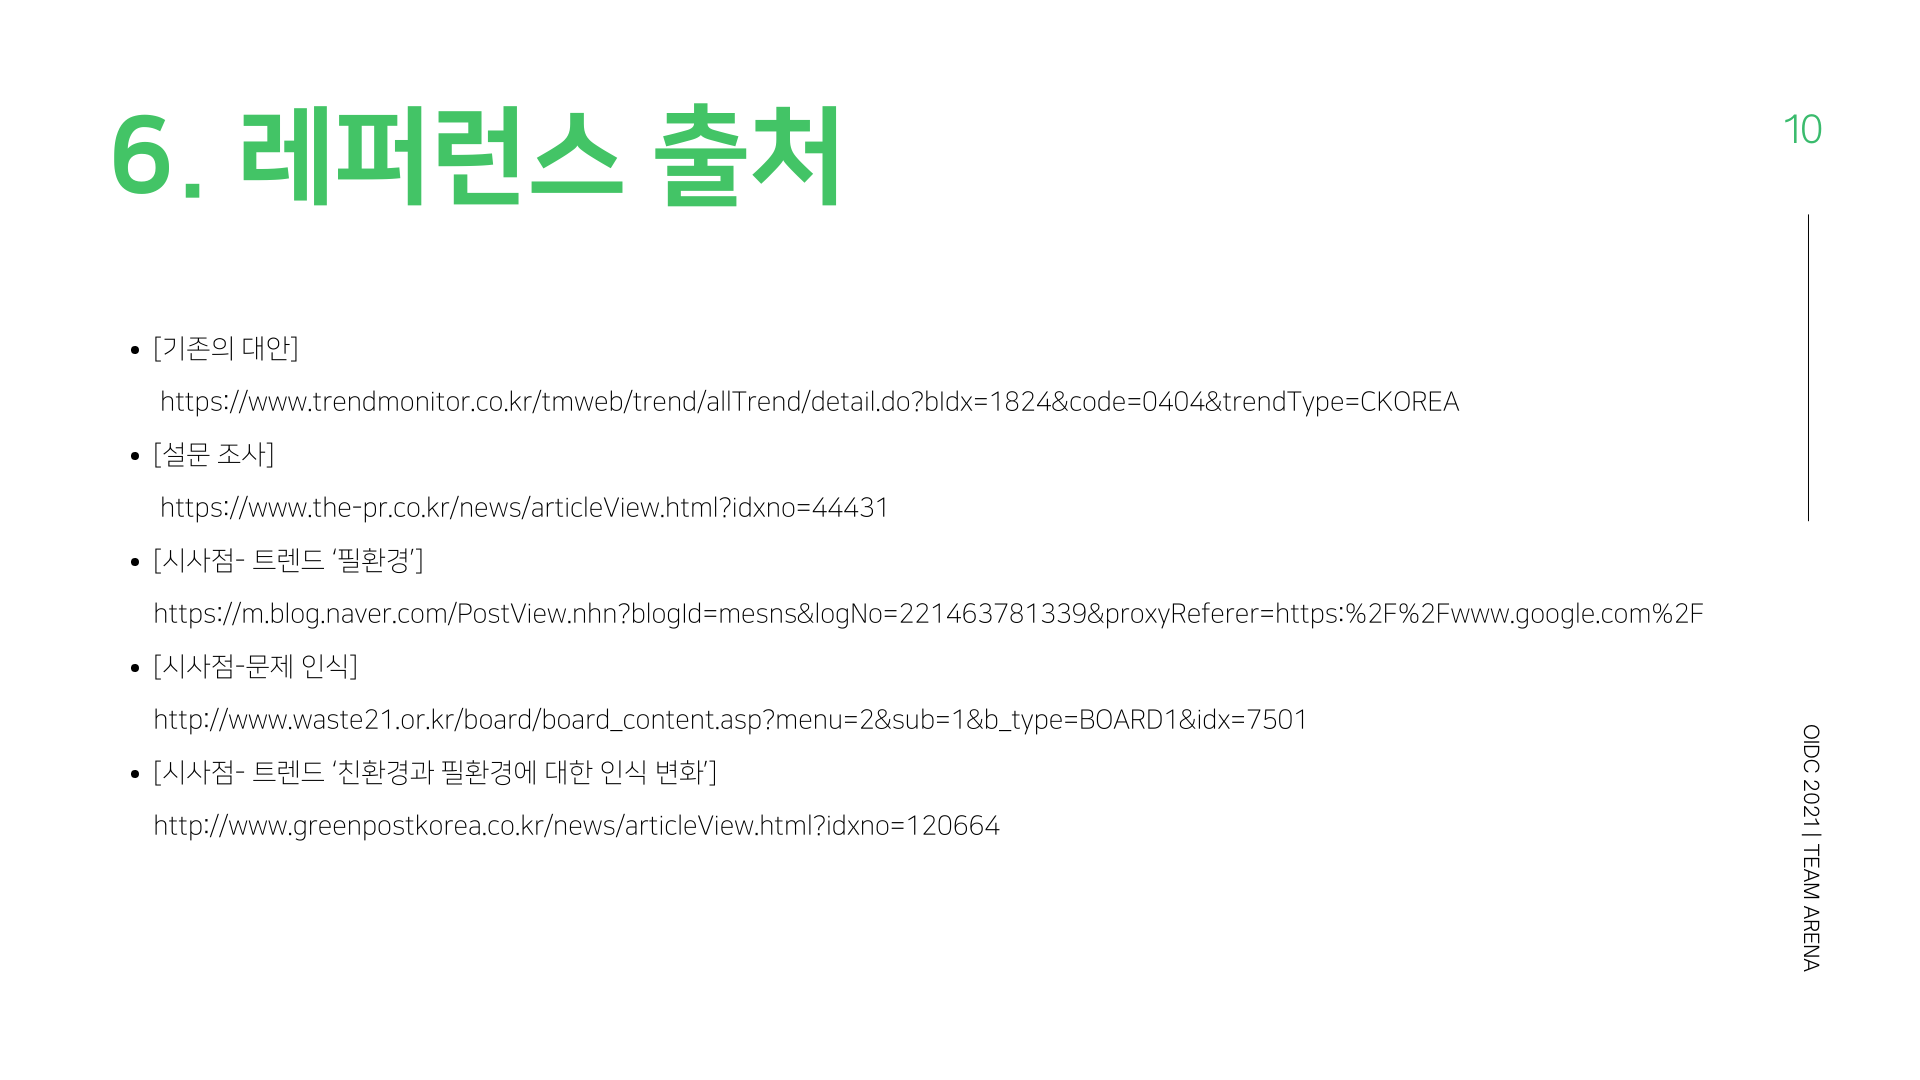 6. 레퍼런스 출처
10
• [기존의 대안]
https://www.trendmonitor.co.kr/tmweb/trend/allTrend/detail.do?bIdx=1824&code=0404&trendType=CKOREA
• [설문 조사]
https://www.the-pr.co.kr/news/articleView.html?idxno=44431
• [시사점- 트렌드 ‘필환경’]
https://m.blog.naver.com/PostView.nhn?blogId=mesns&logNo=221463781339&proxyReferer=https:%2F%2Fwww.google.com%2F
• [시사점-문제 인식]
http://www.waste21.or.kr/board/board_content.asp?menu=2&sub=1&b_type=BOARD1&idx=7501
• [시사점- 트렌드 ‘친환경과 필환경에 대한 인식 변화’]
http://www.greenpostkorea.co.kr/news/articleView.html?idxno=120664
OIDC 2021 | TEAM ARENA